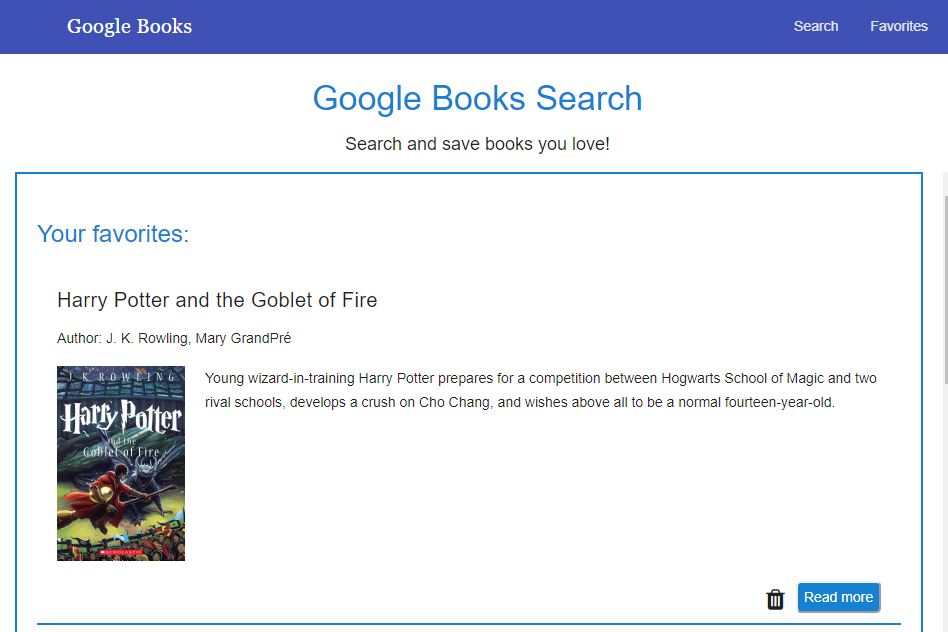 Google Books
Search
Favorites
Google Books Search
Search and save books you love!
Your favorites:
Harry Potter and the Goblet of Fire
Author: J. K. Rowling, Mary GrandPré
J. K. ROWLING
Harry Potter
and the
Goblet of Fire
SCHOLASTIC
Young wizard-in-training Harry Potter prepares for a competition between Hogwarts School of Magic and two
rival schools, develops a crush on Cho Chang, and wishes above all to be a normal fourteen-year-old.
Read more